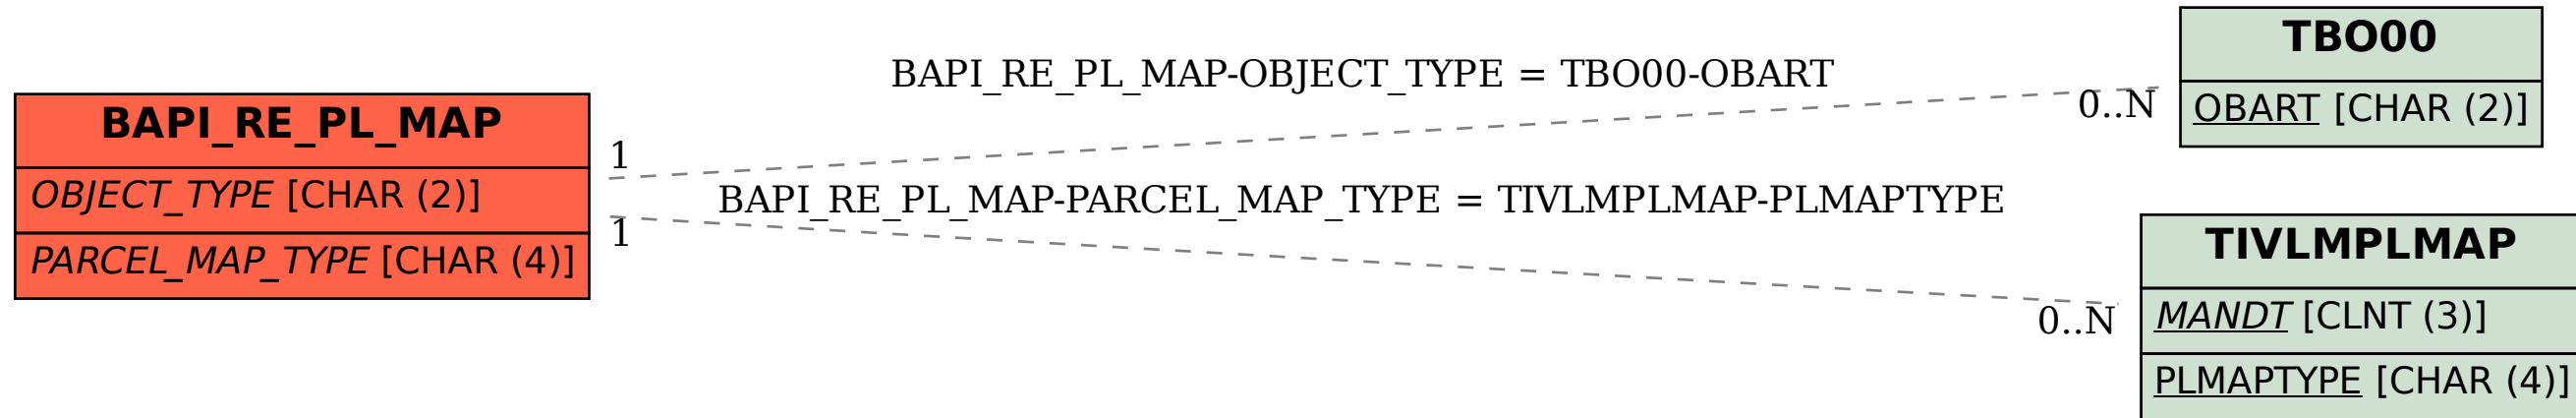 BAPI_RE_PL_MAP
OBJECT_TYPE [CHAR (2)]
PARCEL_MAP_TYPE [CHAR (4)]
BAPI_RE_PL_MAP-OBJECT_TYPE = TBO00-OBART
1
0..N
BAPI_RE_PL_MAP-PARCEL_MAP_TYPE = TIVLMPLMAP-PLMAPTYPE
1
0..N
TBO00
OBART [CHAR (2)]
TIVLMPLMAP
MANDT [CLNT (3)]
PLMAPTYPE [CHAR (4)]